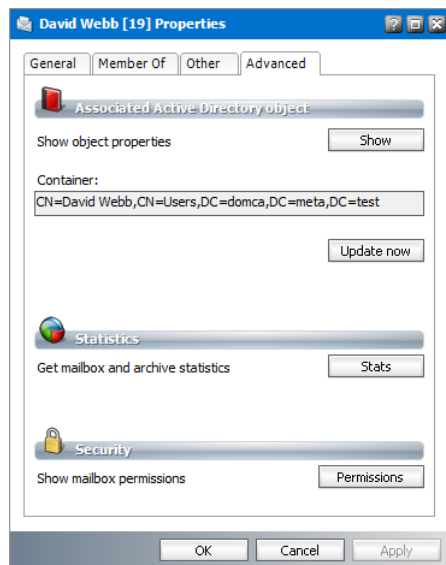 David Webb [19] Properties
General Member Of Other Advanced
Associated Active Directory object
Show object properties Show
Container:
CN=David Webb,CN=Users,DC=domca,DC=meta,DC=test
Update now
Statistics
Get mailbox and archive statistics Stats
Security
Show mailbox permissions Permissions
OK Cancel Apply